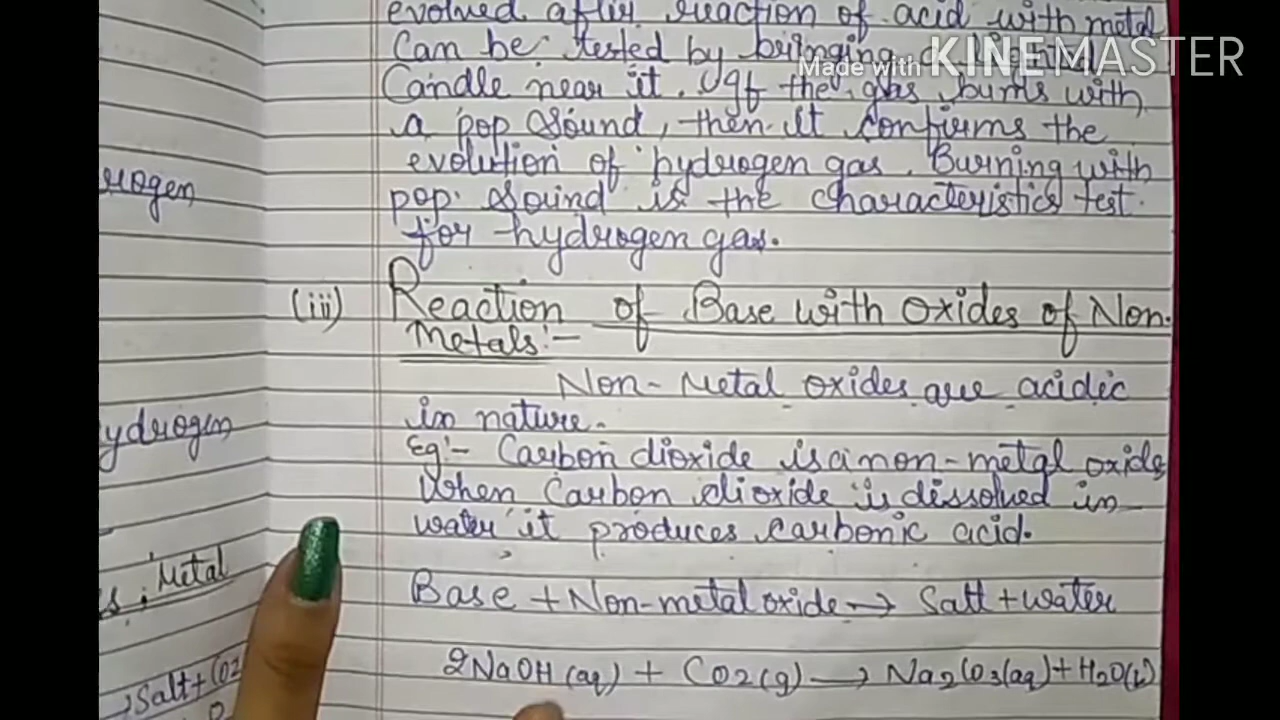 evolved after reaction of acid with metal
Can be tested by bringing a
Made with KINEMASTER
Candle near it. If the gas burns with
a pop sound, then it confirms the
evolution of hydrogen gas. Burning with
rogen
pop sound is the characteristics test
for hydrogen gas.
(iii) Reaction of Base with Oxides of Non-
Metals:-
Non-Metal oxides are acidic
in nature.
ydrogen
Eg:- Carbon dioxide is a non-metal oxide
When carbon dioxide is dissolved in
water it produces carbonic acid.
s, Metal
Base + Non-metal oxide → Salt + water
→ Salt + CO2
2NaOH (aq) + CO2 (g) → Na2CO3 (aq) + H2O (l)